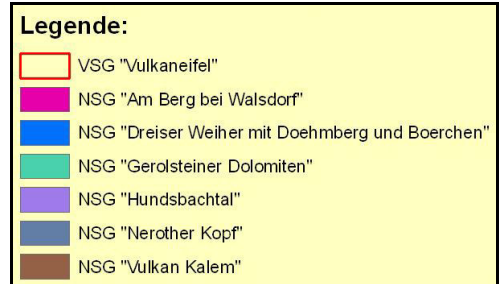 Legende:
VSG "Vulkaneifel"
NSG "Am Berg bei Walsdorf"
NSG "Dreiser Weiher mit Doehmberg und Boerchen"
NSG "Gerolsteiner Dolomiten"
NSG "Hundsbachtal"
NSG "Nerother Kopf"
NSG "Vulkan Kalem"